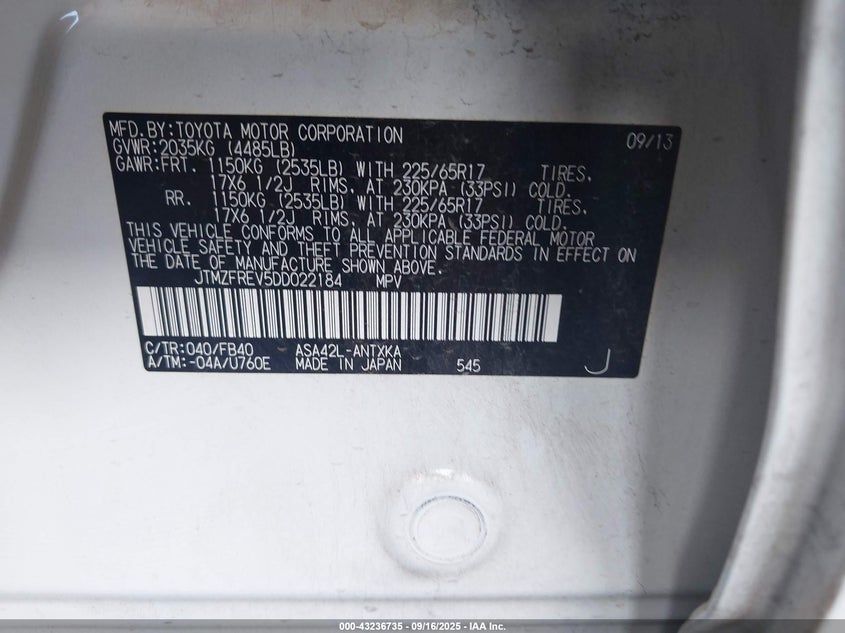 MFD.BY:TOYOTA MOTOR CORPORATION 09/13
GVWR:2035KG (4485LB)
GAWR:FRT. 1150KG (2535LB) WITH 225/65R17 TIRES,
17X6 1/2J RIMS, AT 230KPA (33PSI) COLD.
RR. 1150KG (2535LB) WITH 225/65R17 TIRES,
17X6 1/2J RIMS, AT 230KPA (33PSI) COLD.
THIS VEHICLE CONFORMS TO ALL APPLICABLE FEDERAL MOTOR
VEHICLE SAFETY AND THEFT PREVENTION STANDARDS IN EFFECT ON
THE DATE OF MANUFACTURE SHOWN ABOVE.
JTMZFREV5DD022184 MPV
C/TR:040/FB40 ASA42L-ANTXKA
A/TM:-04A/U760E MADE IN JAPAN 545 J
000-43236735 - 09/16/2025 - IAA Inc.